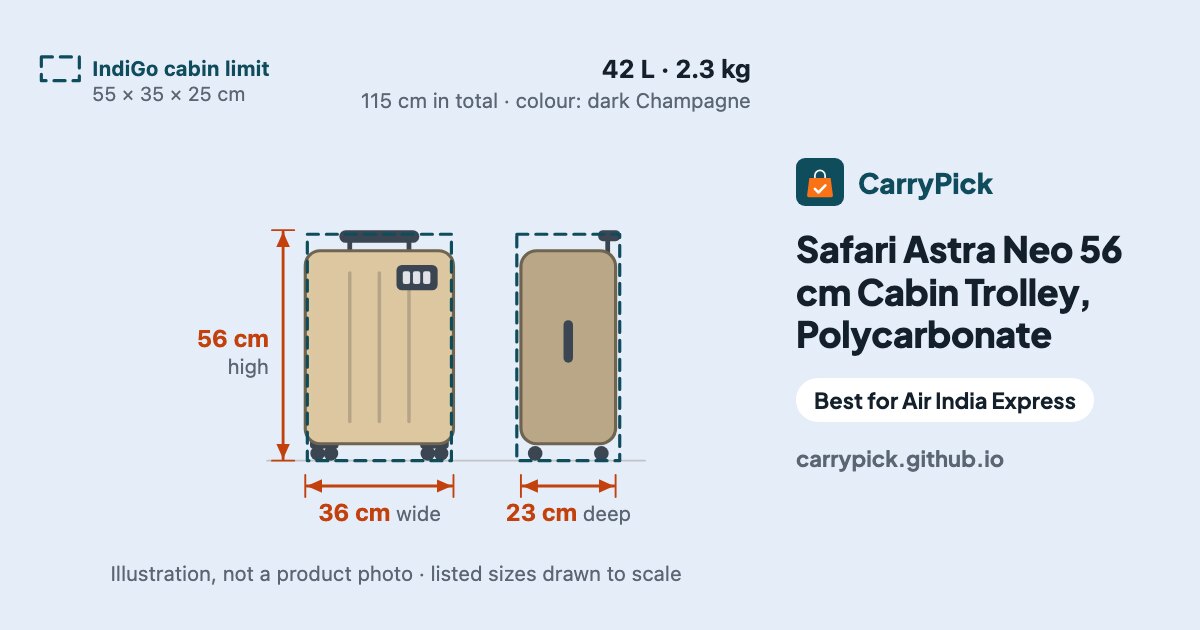 IndiGo cabin limit
55 × 35 × 25 cm
42 L · 2.3 kg
115 cm in total · colour: dark Champagne
56 cm
high
36 cm wide
23 cm deep
Illustration, not a product photo · listed sizes drawn to scale
CarryPick
Safari Astra Neo 56
cm Cabin Trolley,
Polycarbonate
Best for Air India Express
carrypick.github.io